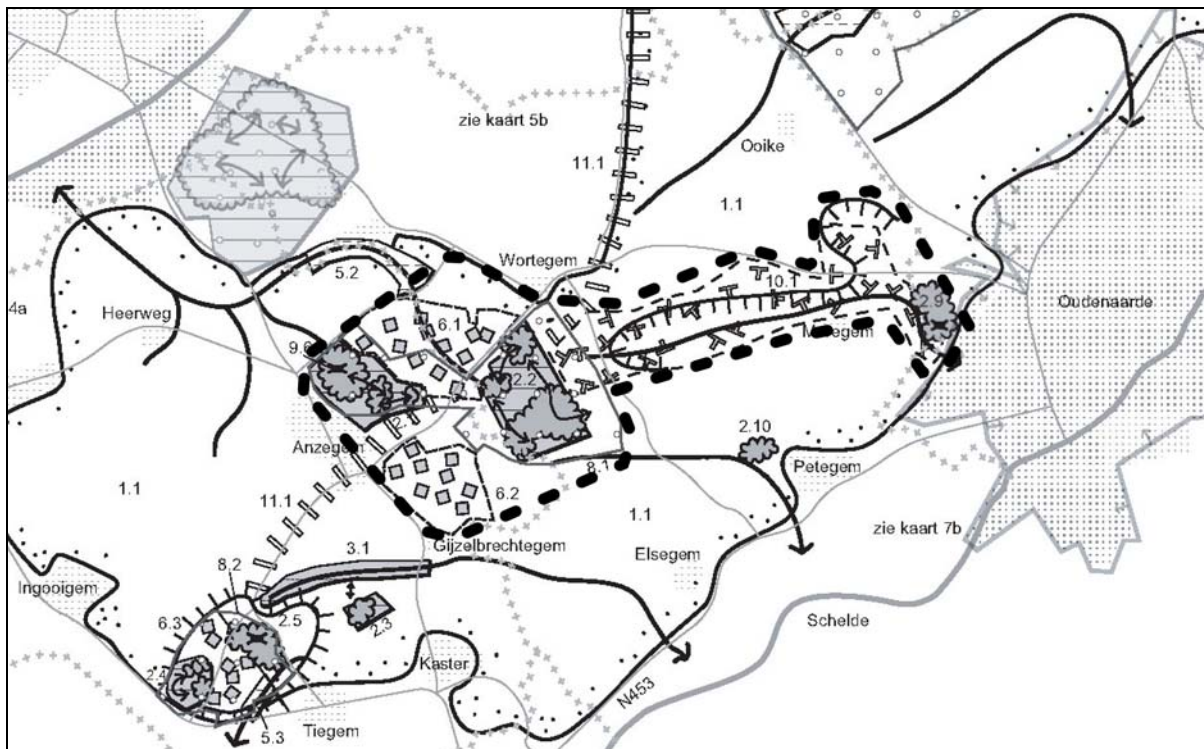 zie kaart 5b
11.1
Ooike
1.1
5.2
Wortegem
10.1
2.9
Oudenaarde
4a
Heerweg
9.6
6.1
2.2
2.1
2.10
Anzegem
8.1
Petegem
1.1
11.1
6.2
1.1
zie kaart 7b
Gijzelbrechtegem
Elsegem
3.1
8.2
Ingooigem
2.5
6.3
2.3
Schelde
2.4
Kaster
N453
5.3
Tiegem